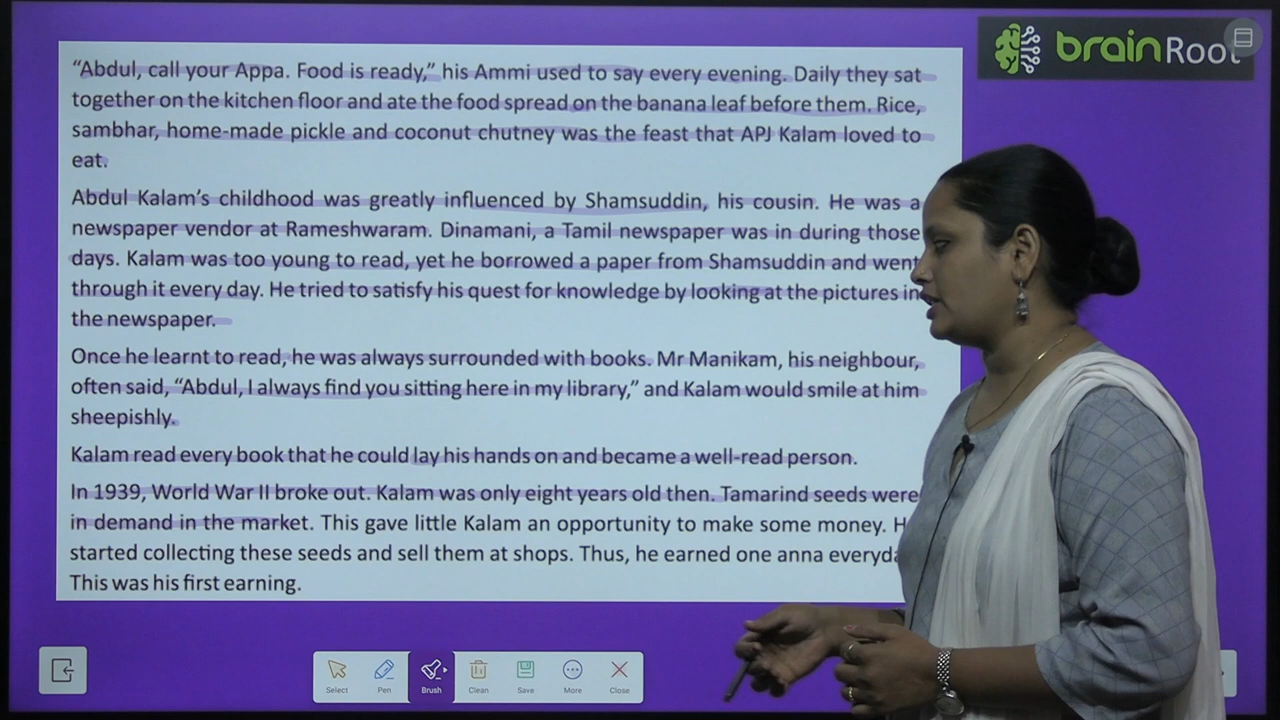 brainRoot
“Abdul, call your Appa. Food is ready,” his Ammi used to say every evening. Daily they sat
together on the kitchen floor and ate the food spread on the banana leaf before them. Rice,
sambhar, home-made pickle and coconut chutney was the feast that APJ Kalam loved to
eat.
Abdul Kalam’s childhood was greatly influenced by Shamsuddin, his cousin. He was a
newspaper vendor at Rameshwaram. Dinamani, a Tamil newspaper was in during those
days. Kalam was too young to read, yet he borrowed a paper from Shamsuddin and went
through it every day. He tried to satisfy his quest for knowledge by looking at the pictures in
the newspaper.
Once he learnt to read, he was always surrounded with books. Mr Manikam, his neighbour,
often said, “Abdul, I always find you sitting here in my library,” and Kalam would smile at him
sheepishly.
Kalam read every book that he could lay his hands on and became a well-read person.
In 1939, World War II broke out. Kalam was only eight years old then. Tamarind seeds were
in demand in the market. This gave little Kalam an opportunity to make some money. H
started collecting these seeds and sell them at shops. Thus, he earned one anna everyda
This was his first earning.
Select Pen Brush Clean Save More Close